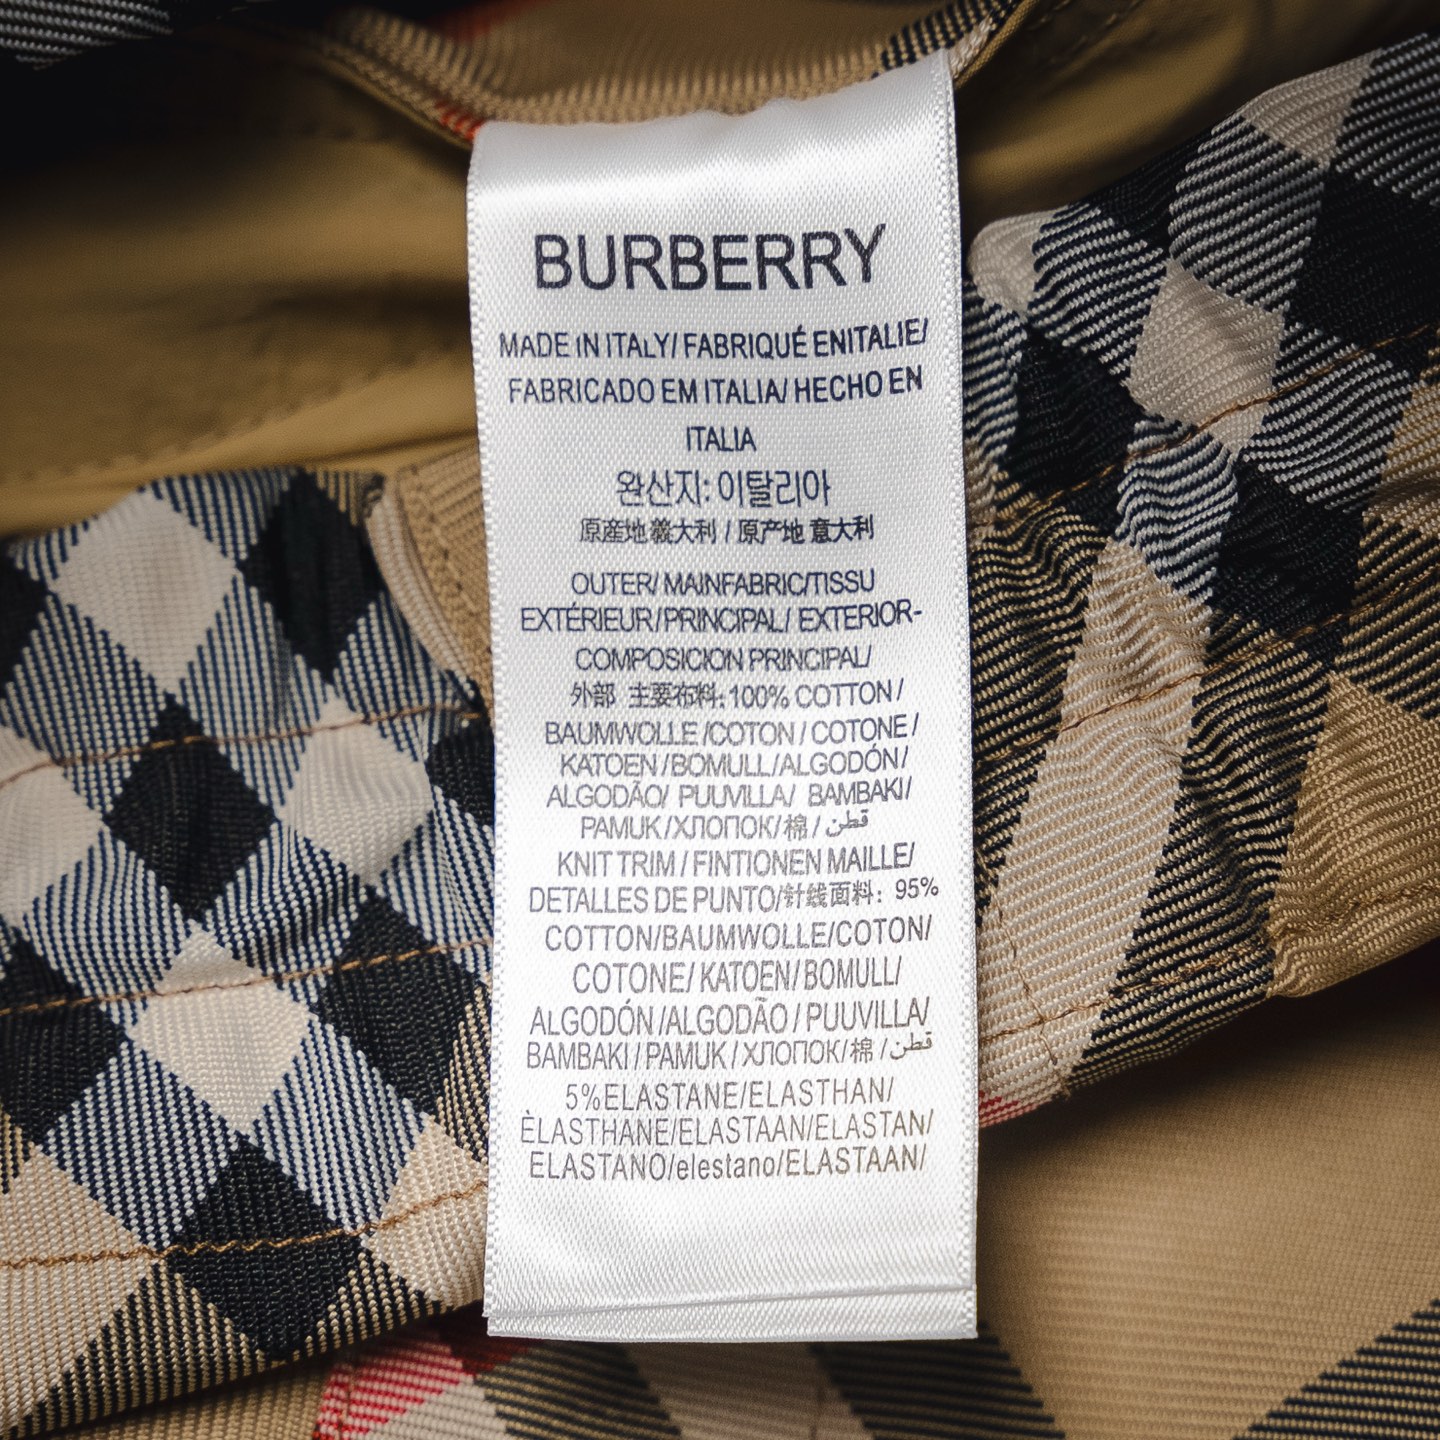 BURBERRY
MADE IN ITALY/ FABRIQUÉ ENITALIE/
FABRICADO EM ITALIA/ HECHO EN
ITALIA
완산지: 이탈리아
原産地 義大利 / 原产地 意大利
OUTER/ MAINFABRIC/TISSU
EXTÉRIEUR/PRINCIPAL/ EXTERIOR-
COMPOSICION PRINCIPAL/
外部 主要布料: 100% COTTON /
BAUMWOLLE /COTON / COTONE /
KATOEN /BOMULL/ALGODÓN /
ALGODÃO/ PUUVILLA/ BAMBAKI/
PAMUK /ХЛОПОК/棉 / قطن
KNIT TRIM / FINTIONEN MAILLE/
DETALLES DE PUNTO/针线面料: 95%
COTTON/BAUMWOLLE/COTON/
COTONE/ KATOEN/BOMULL/
ALGODÓN /ALGODÃO / PUUVILLA/
BAMBAKI / PAMUK / ХЛОПОК/棉 / قطن
5%ELASTANE/ELASTHAN/
ÈLASTHANE/ELASTAAN/ELASTAN/
ELASTANO/elestano/ELASTAAN/